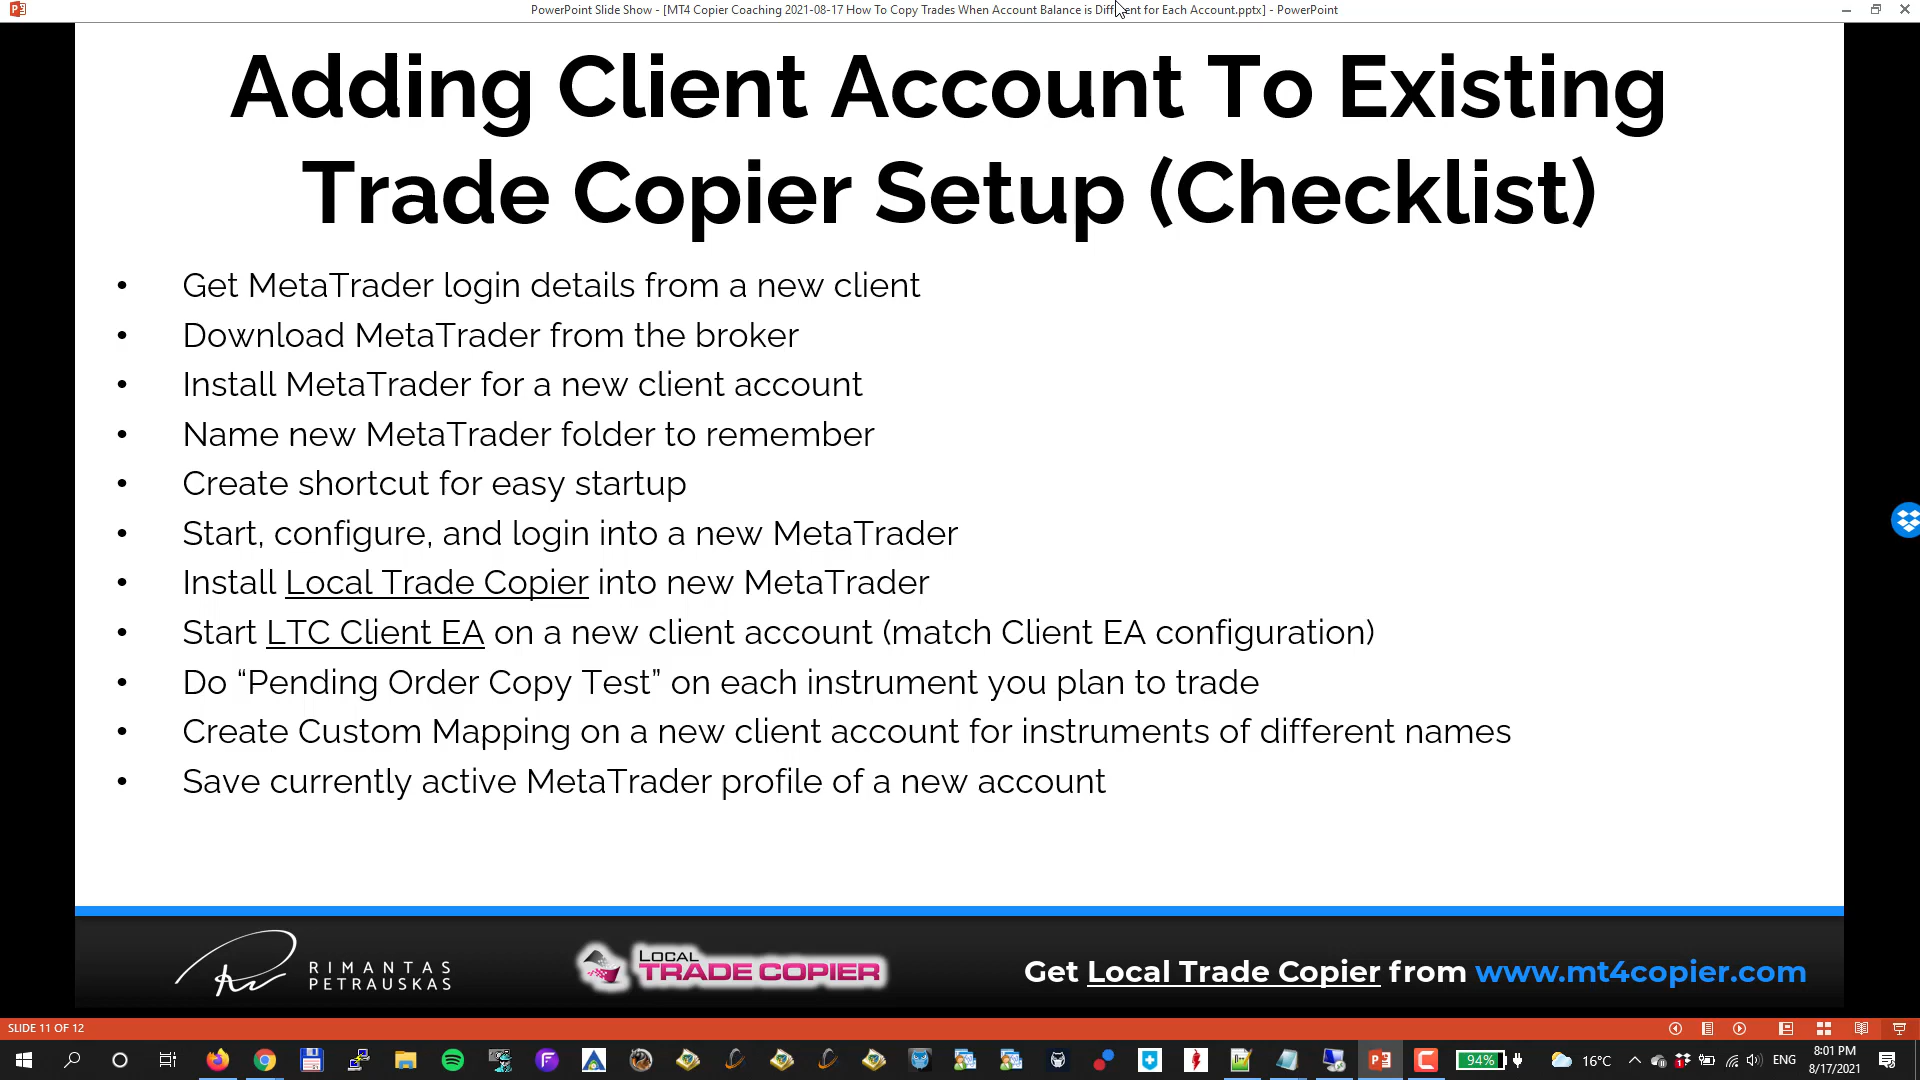 PowerPoint Slide Show - [MT4 Copier Coaching 2021-08-17 How To Copy Trades When Account Balance is Different for Each Account.pptx] - PowerPoint
Adding Client Account To Existing
Trade Copier Setup (Checklist)
• Get MetaTrader login details from a new client
• Download MetaTrader from the broker
• Install MetaTrader for a new client account
• Name new MetaTrader folder to remember
• Create shortcut for easy startup
• Start, configure, and login into a new MetaTrader
• Install Local Trade Copier into new MetaTrader
• Start LTC Client EA on a new client account (match Client EA configuration)
• Do “Pending Order Copy Test” on each instrument you plan to trade
• Create Custom Mapping on a new client account for instruments of different names
• Save currently active MetaTrader profile of a new account
RIMANTAS
PETRAUSKAS
LOCAL
TRADE COPIER
Get Local Trade Copier from www.mt4copier.com
SLIDE 11 OF 12
94%
16°C
ENG
8:01 PM
8/17/2021